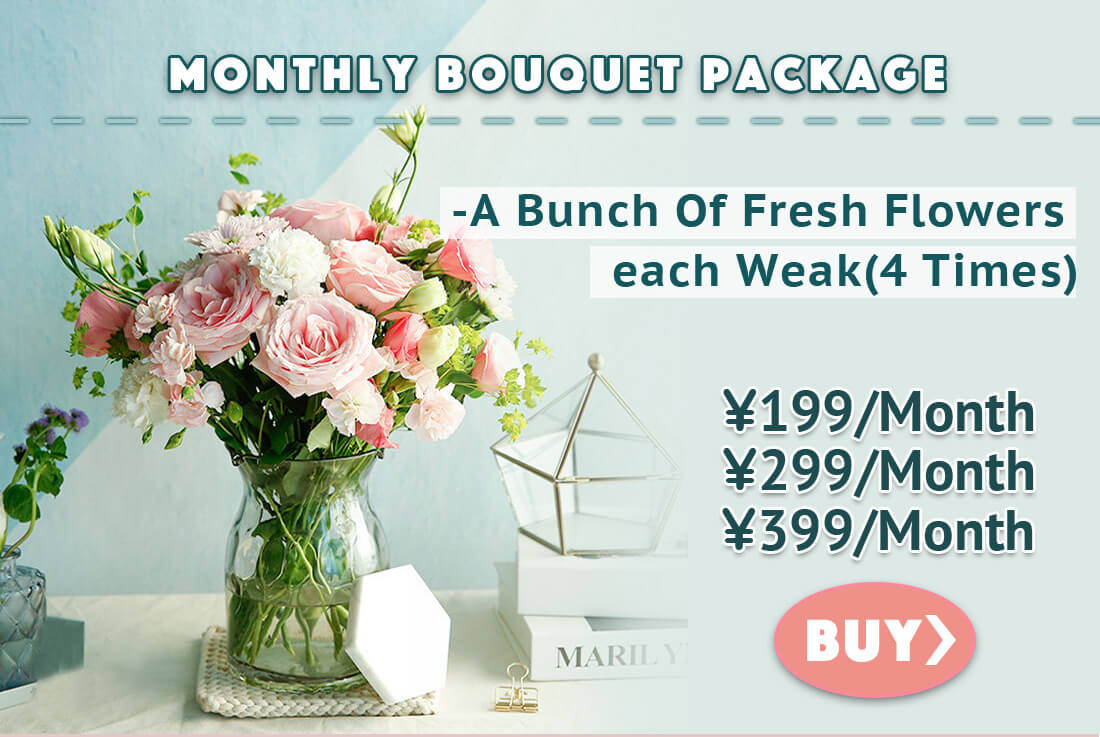 MONTHLY BOUQUET PACKAGE
-A Bunch Of Fresh Flowers
each Weak(4 Times)
¥199/Month
¥299/Month
¥399/Month
BUY❯